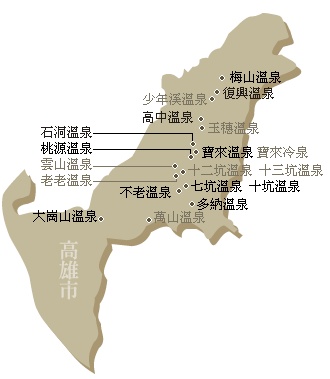 梅山溫泉
復興溫泉
少年溪溫泉
高中溫泉
玉穗溫泉
石洞溫泉
桃源溫泉
寶來溫泉 寶來冷泉
雲山溫泉
十二坑溫泉 十三坑溫泉
老老溫泉
不老溫泉
七坑溫泉 十坑溫泉
多納溫泉
大崗山溫泉
萬山溫泉
高雄市